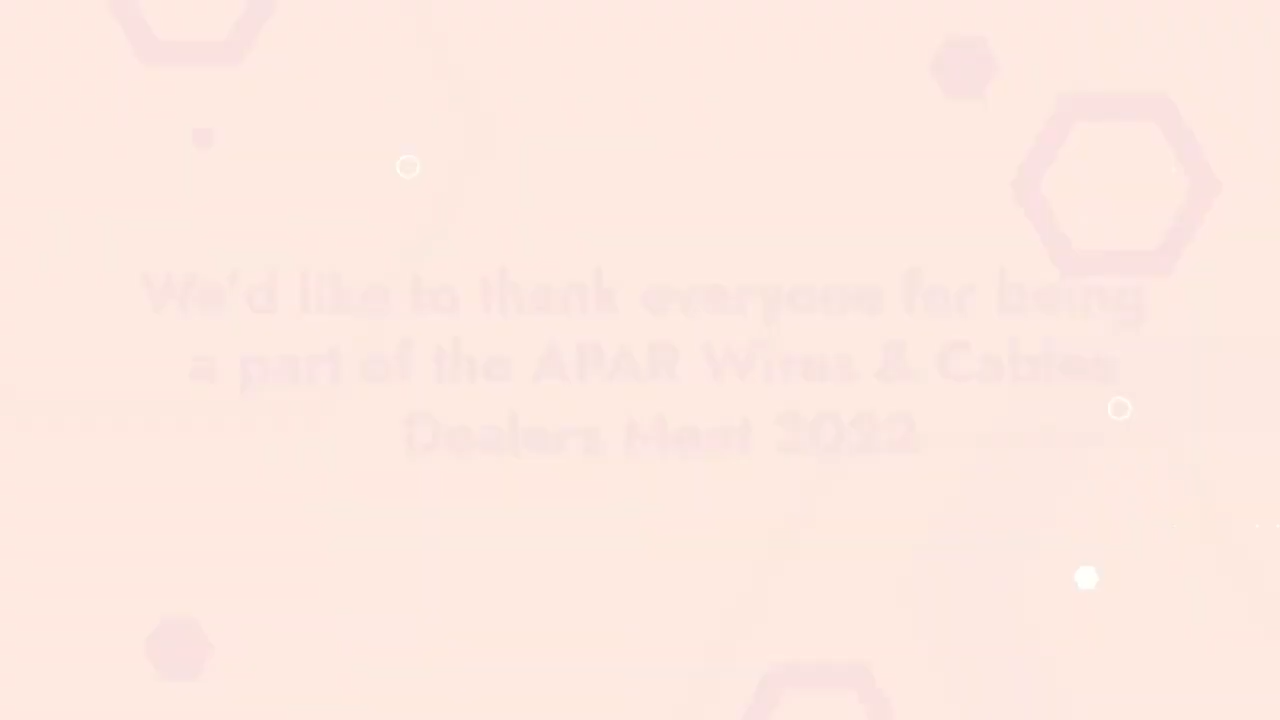 We'd like to thank everyone for being
a part of the APAR Wires & Cables
Dealers Meet 2022